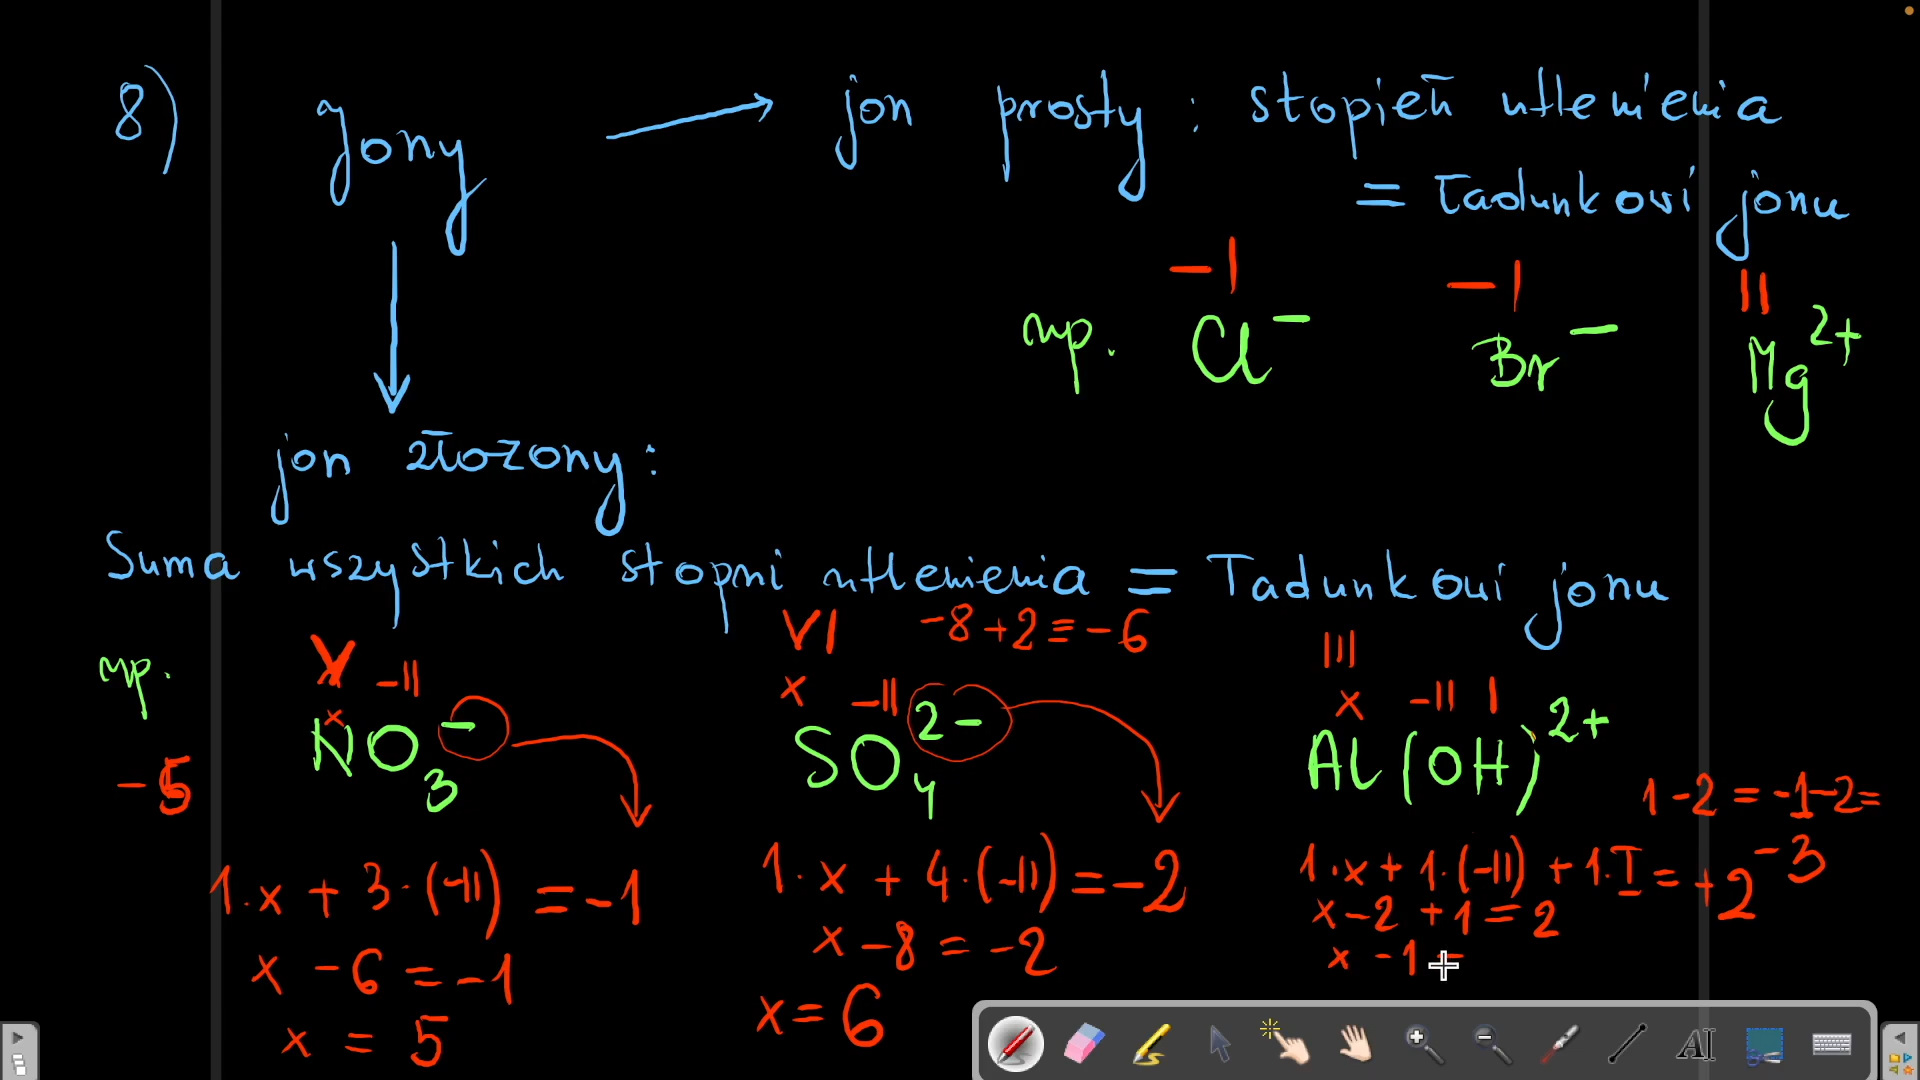 8) Jony → jon prosty: stopień utlenienia
= ładunkowi jonu
np. Cl⁻ Br⁻ Mg²⁺
-I -I II
jon złożony:
Suma wszystkich stopni utlenienia = ładunkowi jonu
VI -8+2=-6 III
V x -II x -II x -II I
np. NO₃⁻ SO₄²⁻ Al(OH)²⁺
-5 1-2=-1-2=
-3
1·x+3·(-II)=-1 1·x+4·(-II)=-2 1·x+1·(-II)+1·I=+2
x-6=-1 x-8=-2 x-2+1=2
x=5 x=6 x-1=
AI